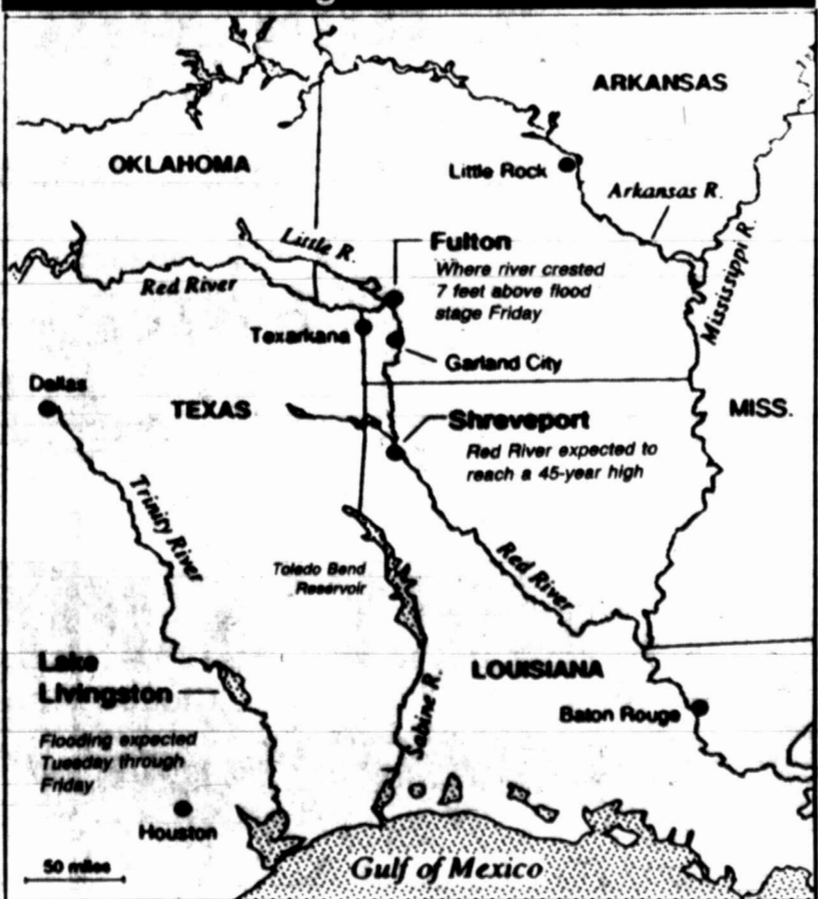 ARKANSAS
OKLAHOMA
Little Rock
Arkansas R.
Mississippi R.
Little R.
Fulton
Where river crested
7 feet above flood
stage Friday
Red River
Texarkana
Garland City
Dallas
TEXAS
MISS.
Shreveport
Red River expected to
reach a 45-year high
Trinity River
Toledo Bend
Reservoir
Red River
Lake
Livingston
LOUISIANA
Sabine R.
Baton Rouge
Flooding expected
Tuesday through
Friday
Houston
50 miles
Gulf of Mexico